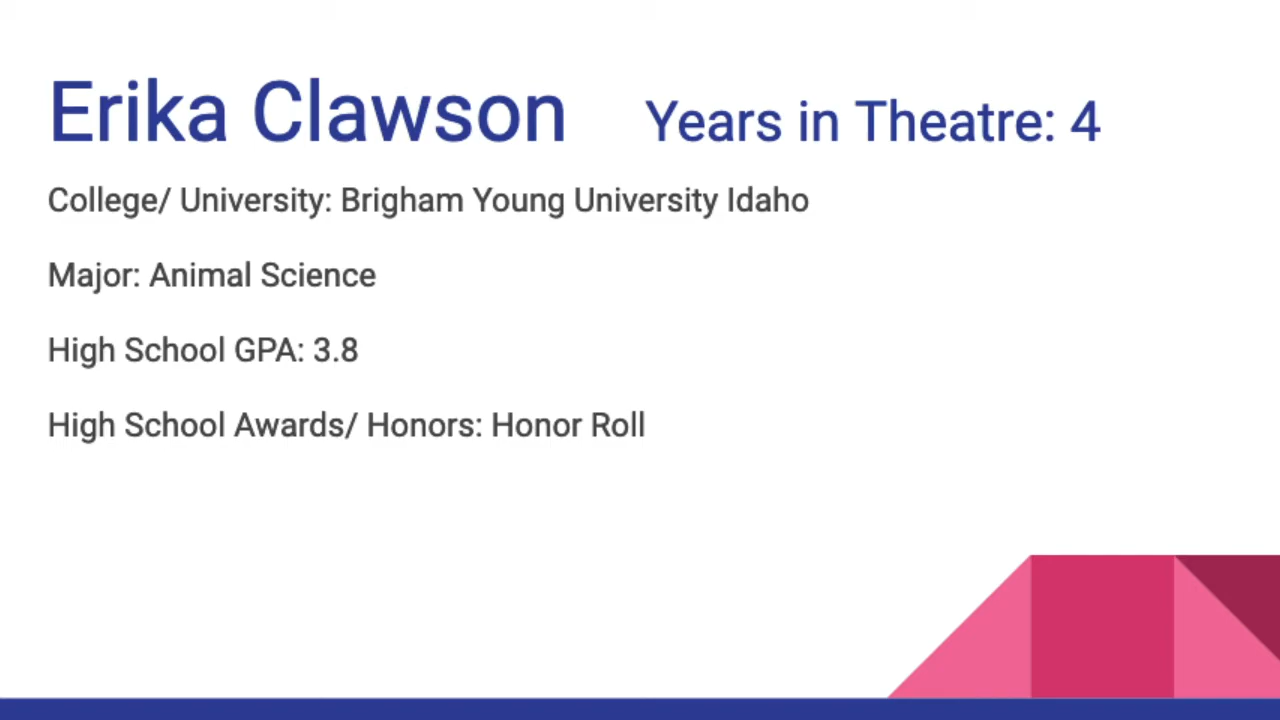 Erika Clawson Years in Theatre: 4
College/ University: Brigham Young University Idaho
Major: Animal Science
High School GPA: 3.8
High School Awards/ Honors: Honor Roll